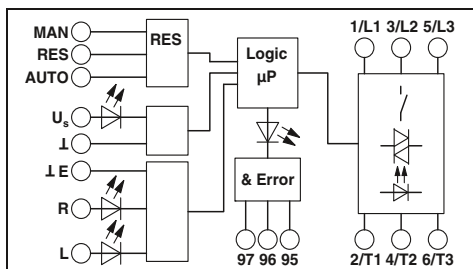 MAN
RES
AUTO
RES
Us
⊥
⊥ E
R
L
Logic
µP
& Error
97 96 95
1/L1 3/L2 5/L3
2/T1 4/T2 6/T3